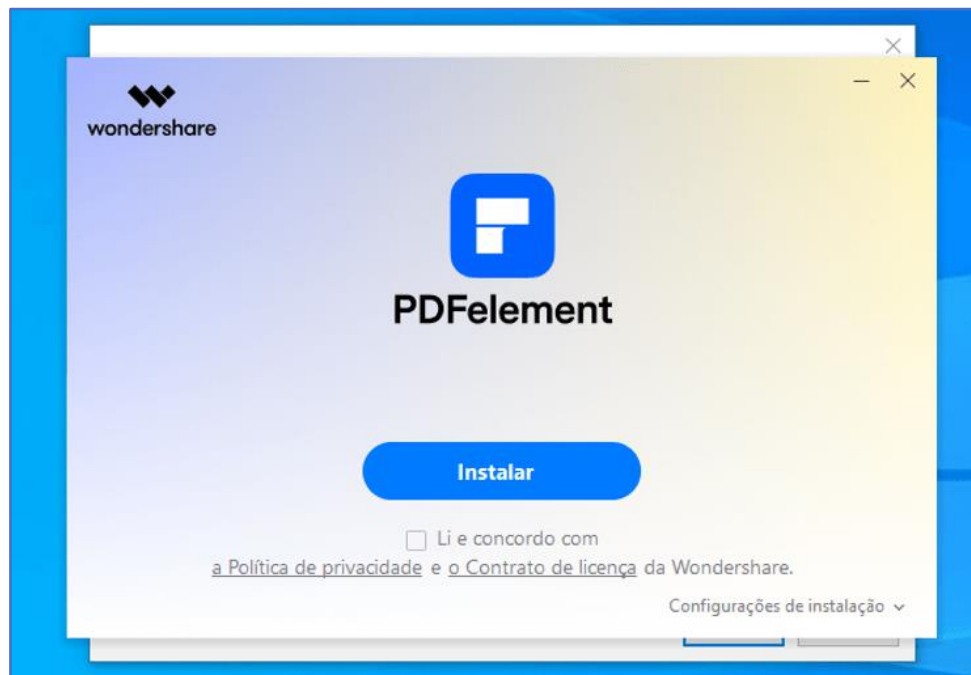 wondershare
PDFelement
Instalar
Li e concordo com
a Política de privacidade e o Contrato de licença da Wondershare.
Configurações de instalação